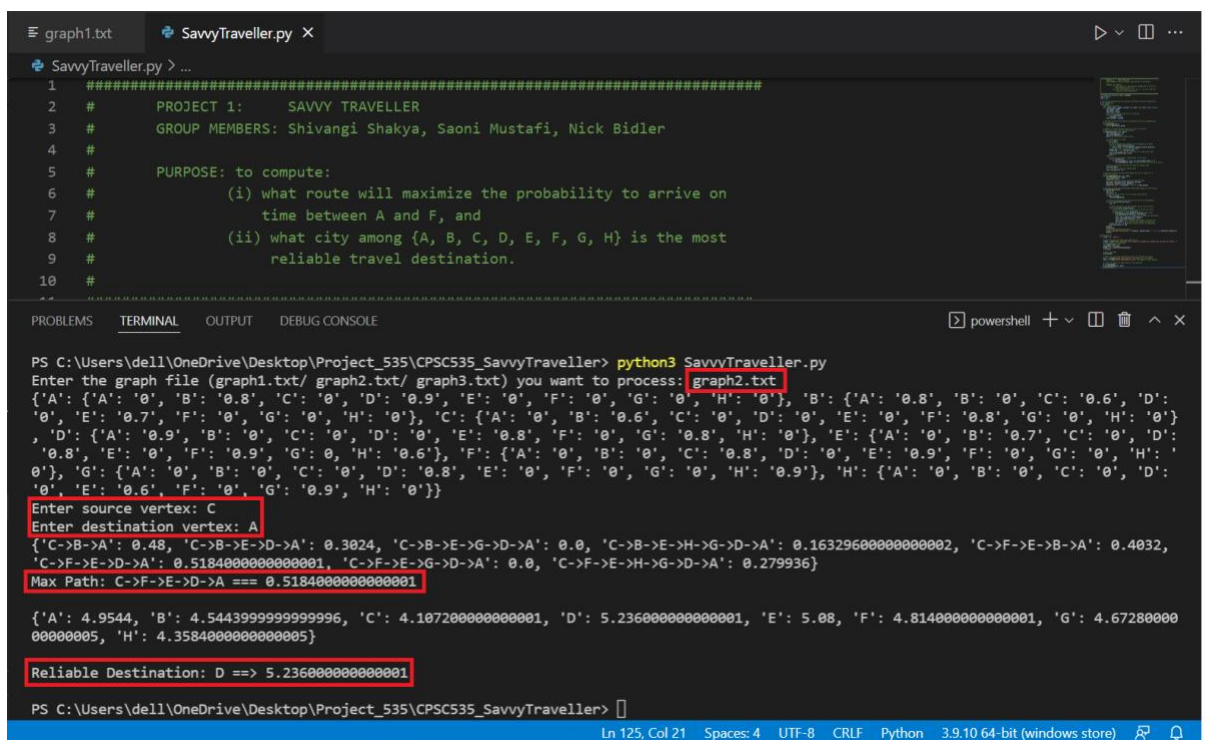 graph1.txt
SavvyTraveller.py
SavvyTraveller.py > ...
1 ##############################################################################
2 # PROJECT 1: SAVVY TRAVELLER
3 # GROUP MEMBERS: Shivangi Shakya, Saoni Mustafi, Nick Bidler
4 #
5 # PURPOSE: to compute:
6 # (i) what route will maximize the probability to arrive on
7 # time between A and F, and
8 # (ii) what city among {A, B, C, D, E, F, G, H} is the most
9 # reliable travel destination.
10 #
PROBLEMS TERMINAL OUTPUT DEBUG CONSOLE
powershell
PS C:\Users\dell\OneDrive\Desktop\Project_535\CPSC535_SavvyTraveller> python3 SavvyTraveller.py
Enter the graph file (graph1.txt/ graph2.txt/ graph3.txt) you want to process: graph2.txt
{'A': {'A': '0', 'B': '0.8', 'C': '0', 'D': '0.9', 'E': '0', 'F': '0', 'G': '0', 'H': '0'}, 'B': {'A': '0.8', 'B': '0', 'C': '0.6', 'D':
'0', 'E': '0.7', 'F': '0', 'G': '0', 'H': '0'}, 'C': {'A': '0', 'B': '0.6', 'C': '0', 'D': '0', 'E': '0', 'F': '0.8', 'G': '0', 'H': '0'}
, 'D': {'A': '0.9', 'B': '0', 'C': '0', 'D': '0', 'E': '0.8', 'F': '0', 'G': '0.8', 'H': '0'}, 'E': {'A': '0', 'B': '0.7', 'C': '0', 'D':
'0.8', 'E': '0', 'F': '0.9', 'G': 0, 'H': '0.6'}, 'F': {'A': '0', 'B': '0', 'C': '0.8', 'D': '0', 'E': '0.9', 'F': '0', 'G': '0', 'H': '
0'}, 'G': {'A': '0', 'B': '0', 'C': '0', 'D': '0.8', 'E': '0', 'F': '0', 'G': '0', 'H': '0.9'}, 'H': {'A': '0', 'B': '0', 'C': '0', 'D':
'0', 'E': '0.6', 'F': '0', 'G': '0.9', 'H': '0'}}
Enter source vertex: C
Enter destination vertex: A
{'C->B->A': 0.48, 'C->B->E->D->A': 0.3024, 'C->B->E->G->D->A': 0.0, 'C->B->E->H->G->D->A': 0.16329600000000002, 'C->F->E->B->A': 0.4032,
'C->F->E->D->A': 0.5184000000000001, 'C->F->E->G->D->A': 0.0, 'C->F->E->H->G->D->A': 0.279936}
Max Path: C->F->E->D->A === 0.5184000000000001
{'A': 4.9544, 'B': 4.5443999999999996, 'C': 4.107200000000001, 'D': 5.236000000000001, 'E': 5.08, 'F': 4.814000000000001, 'G': 4.67280000
00000005, 'H': 4.3584000000000005}
Reliable Destination: D ==> 5.236000000000001
PS C:\Users\dell\OneDrive\Desktop\Project_535\CPSC535_SavvyTraveller>
Ln 125, Col 21 Spaces: 4 UTF-8 CRLF Python 3.9.10 64-bit (windows store)